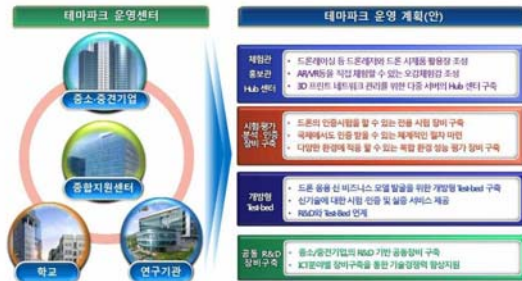 테마파크 운영센터
중소·중견기업
종합지원센터
학교
연구기관
테마파크 운영 계획(안)
체험관
홍보관
Hub 센터
• 드론레이싱 등 드론레저와 드론 시제품 활용장 조성
• AR/VR등을 직접 체험할 수 있는 오감체험관 조성
• 3D 프린트 네트워크 관리를 위한 다중 서버의 Hub 센터 구축
시험·평가
분석·인증
장비 구축
• 드론의 인증시험을 할 수 있는 전용 시험 장비 구축
• 국제에서도 인증 받을 수 있는 체계적인 절차 마련
• 다양한 환경에 적응 할 수 있는 복합 환경 성능 평가 장비 구축
개방형
Test-bed
• 드론 응용 신 비즈니스 모델 발굴을 위한 개방형 Test-bed 구축
• 신기술에 대한 시험·인증 및 실증 서비스 제공
• R&D와 Test-Bed 연계
공동 R&D
장비구축
• 중소/중견기업의 R&D 기반 공동장비 구축
• ICT분야별 장비구축을 통한 기술경쟁력 향상지원